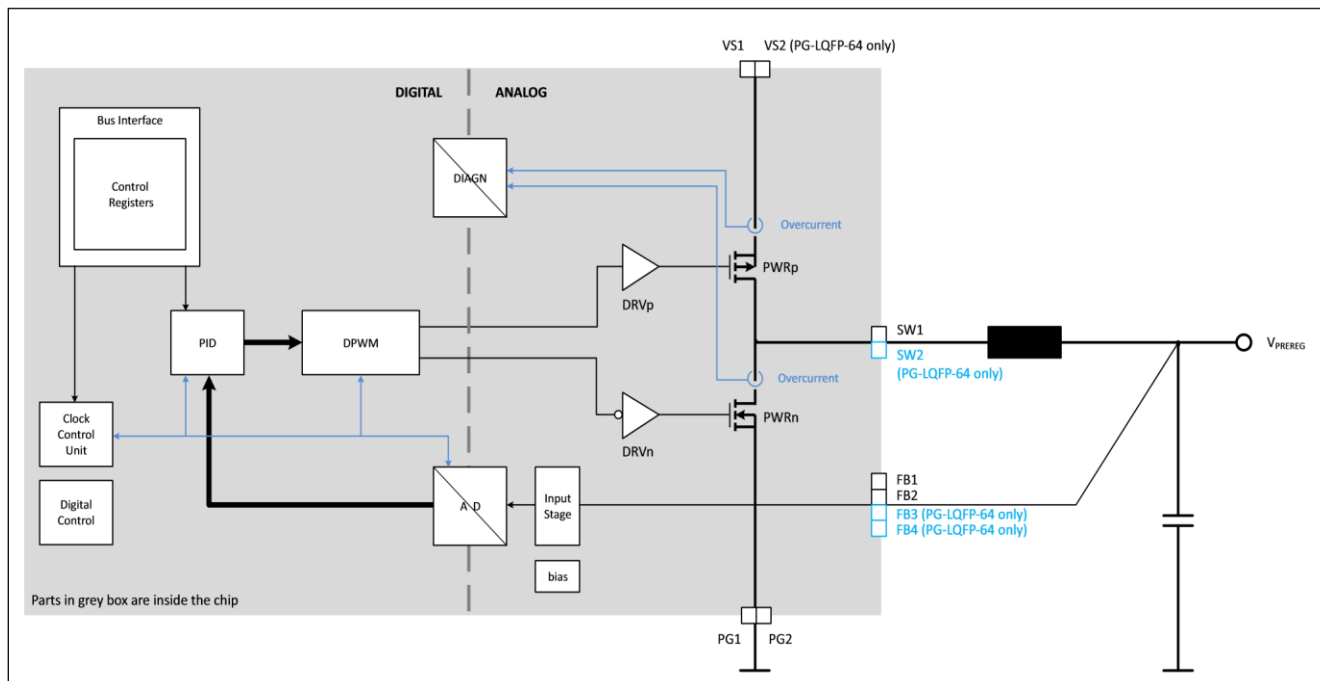 VS1 VS2 (PG-LQFP-64 only)
DIGITAL ANALOG
Bus Interface
Control
Registers
DIAGN
Overcurrent
PWRp
DRVp
PID
DPWM
SW1
SW2
(PG-LQFP-64 only)
VPREREG
Overcurrent
PWRn
DRVn
Clock
Control
Unit
Digital
Control
A D
Input
Stage
bias
FB1
FB2
FB3 (PG-LQFP-64 only)
FB4 (PG-LQFP-64 only)
Parts in grey box are inside the chip
PG1 PG2